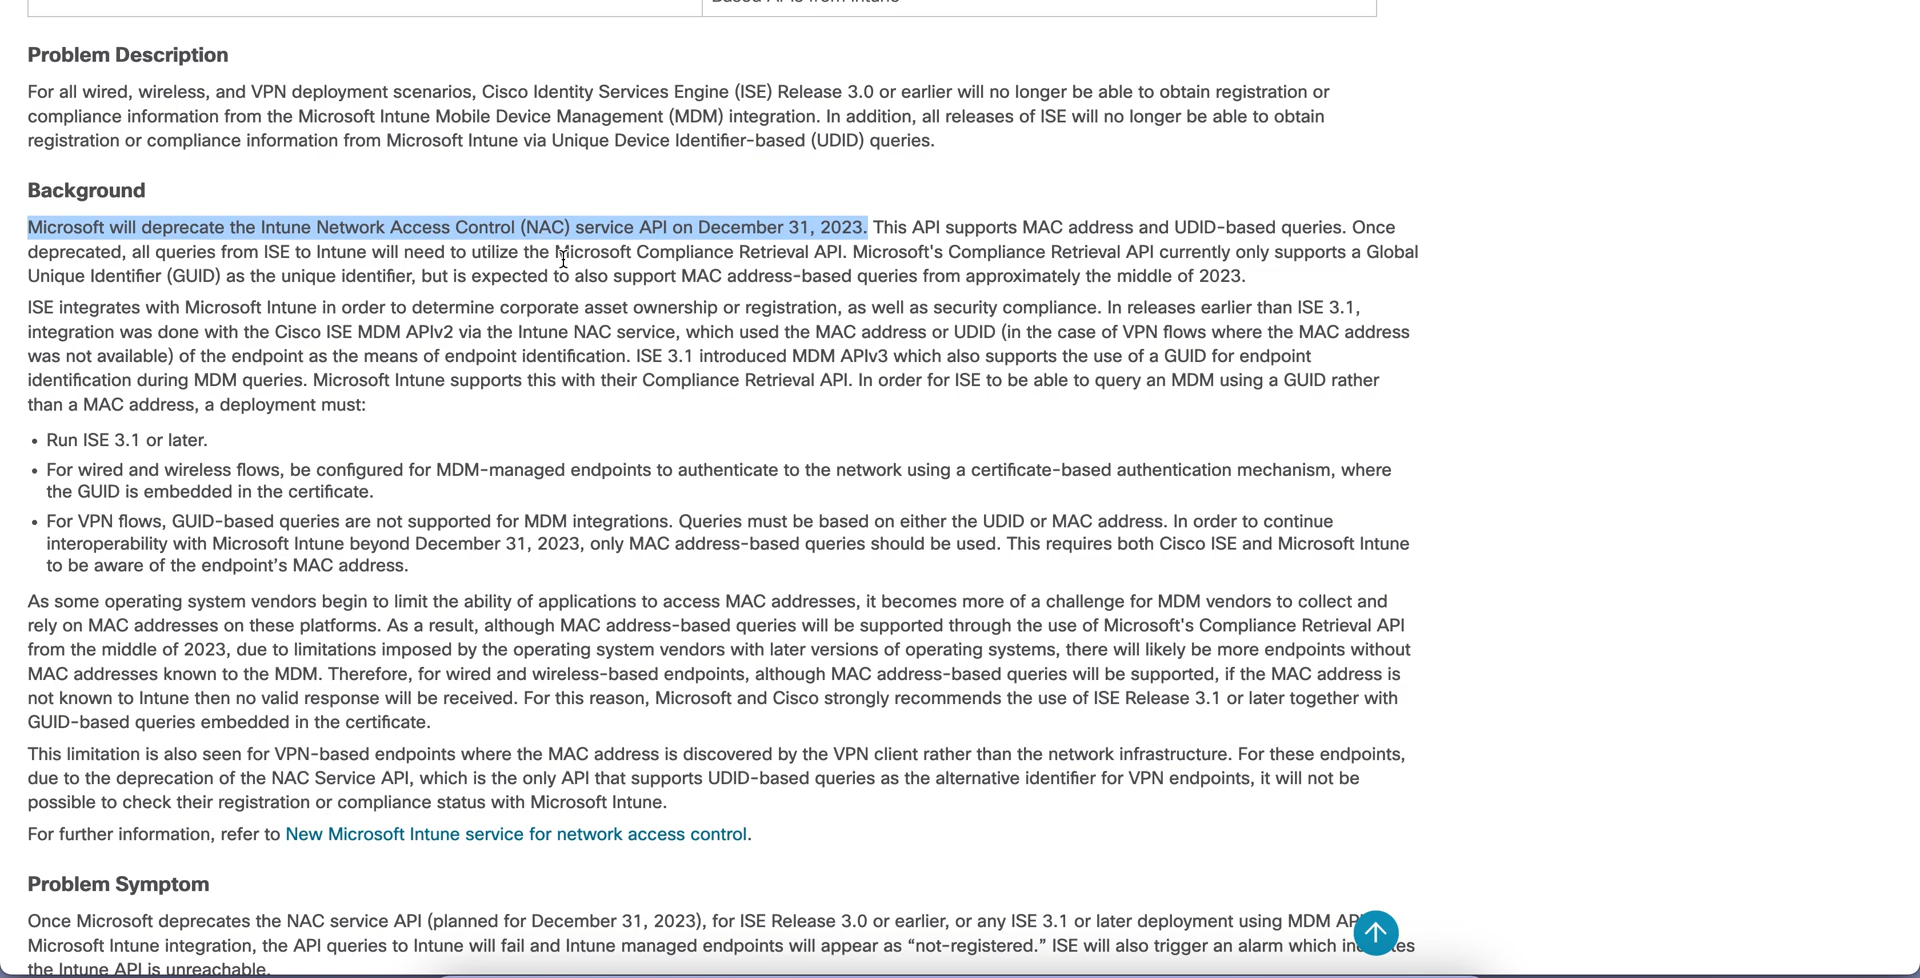 Problem Description
For all wired, wireless, and VPN deployment scenarios, Cisco Identity Services Engine (ISE) Release 3.0 or earlier will no longer be able to obtain registration or
compliance information from the Microsoft Intune Mobile Device Management (MDM) integration. In addition, all releases of ISE will no longer be able to obtain
registration or compliance information from Microsoft Intune via Unique Device Identifier-based (UDID) queries.
Background
Microsoft will deprecate the Intune Network Access Control (NAC) service API on December 31, 2023. This API supports MAC address and UDID-based queries. Once
deprecated, all queries from ISE to Intune will need to utilize the Microsoft Compliance Retrieval API. Microsoft's Compliance Retrieval API currently only supports a Global
Unique Identifier (GUID) as the unique identifier, but is expected to also support MAC address-based queries from approximately the middle of 2023.
ISE integrates with Microsoft Intune in order to determine corporate asset ownership or registration, as well as security compliance. In releases earlier than ISE 3.1,
integration was done with the Cisco ISE MDM APIv2 via the Intune NAC service, which used the MAC address or UDID (in the case of VPN flows where the MAC address
was not available) of the endpoint as the means of endpoint identification. ISE 3.1 introduced MDM APIv3 which also supports the use of a GUID for endpoint
identification during MDM queries. Microsoft Intune supports this with their Compliance Retrieval API. In order for ISE to be able to query an MDM using a GUID rather
than a MAC address, a deployment must:
• Run ISE 3.1 or later.
• For wired and wireless flows, be configured for MDM-managed endpoints to authenticate to the network using a certificate-based authentication mechanism, where
the GUID is embedded in the certificate.
• For VPN flows, GUID-based queries are not supported for MDM integrations. Queries must be based on either the UDID or MAC address. In order to continue
interoperability with Microsoft Intune beyond December 31, 2023, only MAC address-based queries should be used. This requires both Cisco ISE and Microsoft Intune
to be aware of the endpoint’s MAC address.
As some operating system vendors begin to limit the ability of applications to access MAC addresses, it becomes more of a challenge for MDM vendors to collect and
rely on MAC addresses on these platforms. As a result, although MAC address-based queries will be supported through the use of Microsoft's Compliance Retrieval API
from the middle of 2023, due to limitations imposed by the operating system vendors with later versions of operating systems, there will likely be more endpoints without
MAC addresses known to the MDM. Therefore, for wired and wireless-based endpoints, although MAC address-based queries will be supported, if the MAC address is
not known to Intune then no valid response will be received. For this reason, Microsoft and Cisco strongly recommends the use of ISE Release 3.1 or later together with
GUID-based queries embedded in the certificate.
This limitation is also seen for VPN-based endpoints where the MAC address is discovered by the VPN client rather than the network infrastructure. For these endpoints,
due to the deprecation of the NAC Service API, which is the only API that supports UDID-based queries as the alternative identifier for VPN endpoints, it will not be
possible to check their registration or compliance status with Microsoft Intune.
For further information, refer to New Microsoft Intune service for network access control.
Problem Symptom
Once Microsoft deprecates the NAC service API (planned for December 31, 2023), for ISE Release 3.0 or earlier, or any ISE 3.1 or later deployment using MDM
Microsoft Intune integration, the API queries to Intune will fail and Intune managed endpoints will appear as “not-registered.” ISE will also trigger an alarm which
the Intune API is unreachable.